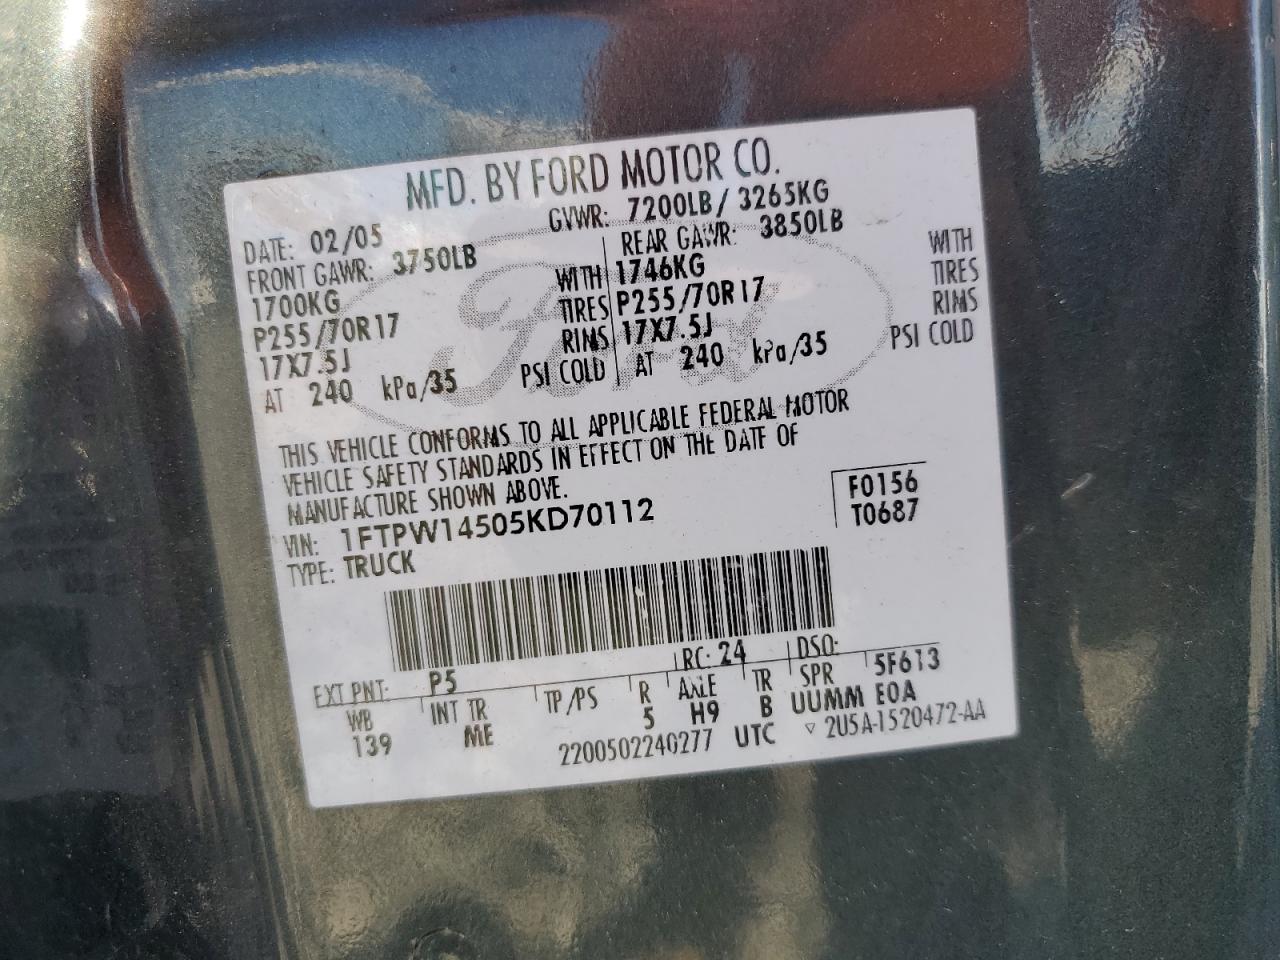 MFD. BY FORD MOTOR CO.
DATE: 02/05 GVWR: 7200LB/ 3265KG
FRONT GAWR: 3750LB REAR GAWR: 3850LB
1700KG WITH 1746KG WITH
P255/70R17 TIRES P255/70R17 TIRES
17X7.5J RIMS 17X7.5J RIMS
AT 240 kPa/35 PSI COLD AT 240 kPa/35 PSI COLD
THIS VEHICLE CONFORMS TO ALL APPLICABLE FEDERAL MOTOR
VEHICLE SAFETY STANDARDS IN EFFECT ON THE DATE OF
MANUFACTURE SHOWN ABOVE.
VIN: 1FTPW14505KD70112 F0156
TYPE: TRUCK T0687
EXT PNT: P5 RC: 24 DSO:
WB INT TR TP/PS R AXLE TR SPR 5F613
139 ME 5 H9 B UUMM E0A
2200502240277 UTC ▽ 2U5A-1520472-AA
Ford